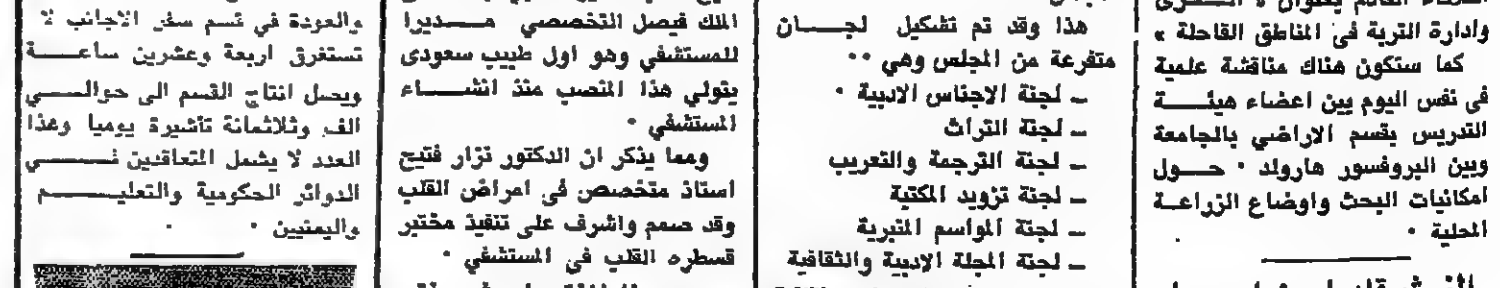 وادارة التربة في المناطق القاحلة »
كما ستكون هناك مناقشة علمية
في نفس اليوم بين اعضاء هيئة
التدريس بقسم الاراضي بالجامعة
وبين البروفسور هارولد · حول
امكانيات البحث واوضاع الزراعة
المحلية ·
هذا وقد تم تشكيل لجان
متفرعة من المجلس وهي ··
ـ لجنة الاجناس الادبية ·
ـ لجنة التراث
ـ لجنة الترجمة والتعريب
ـ لجنة تزويد المكتبة
ـ لجنة المواسم المنبرية
ـ لجنة المجلة الادبية والثقافية
الملك فيصل التخصصي مديرا
للمستشفي وهو اول طبيب سعودى
يتولي هذا المنصب منذ انشاء
المستشفي ·
ومما يذكر ان الدكتور نزار فتيح
استاذ متخصص في امراض القلب
وقد صمم واشرف على تنفيذ مختبر
قسطره القلب في المستشفي ·
والعودة في قسم سفر الاجانب لا
تستغرق اربعة وعشرين ساعة
ويصل انتاج القسم الى حوالي
الف وثلاثمائة تأشيرة يوميا وهذا
العدد لا يشمل المتعاقدين في
الدوائر الحكومية والتعليم
واليمنيين ·